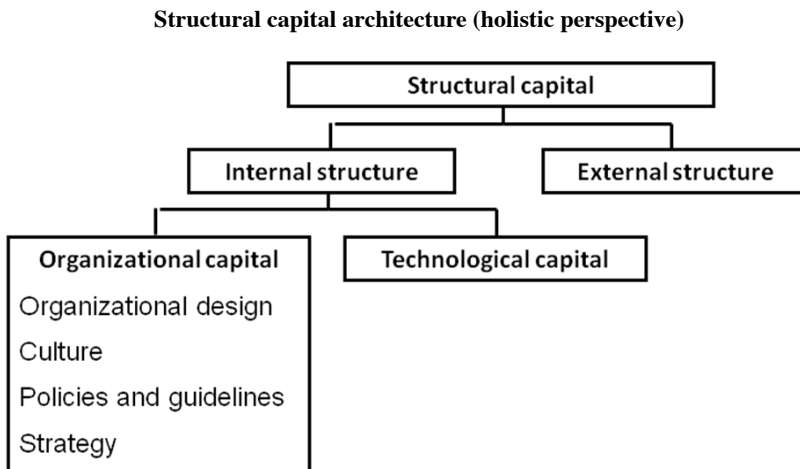 Structural capital architecture (holistic perspective)
Structural capital
Internal structure
External structure
Organizational capital
Technological capital
Organizational design
Culture
Policies and guidelines
Strategy